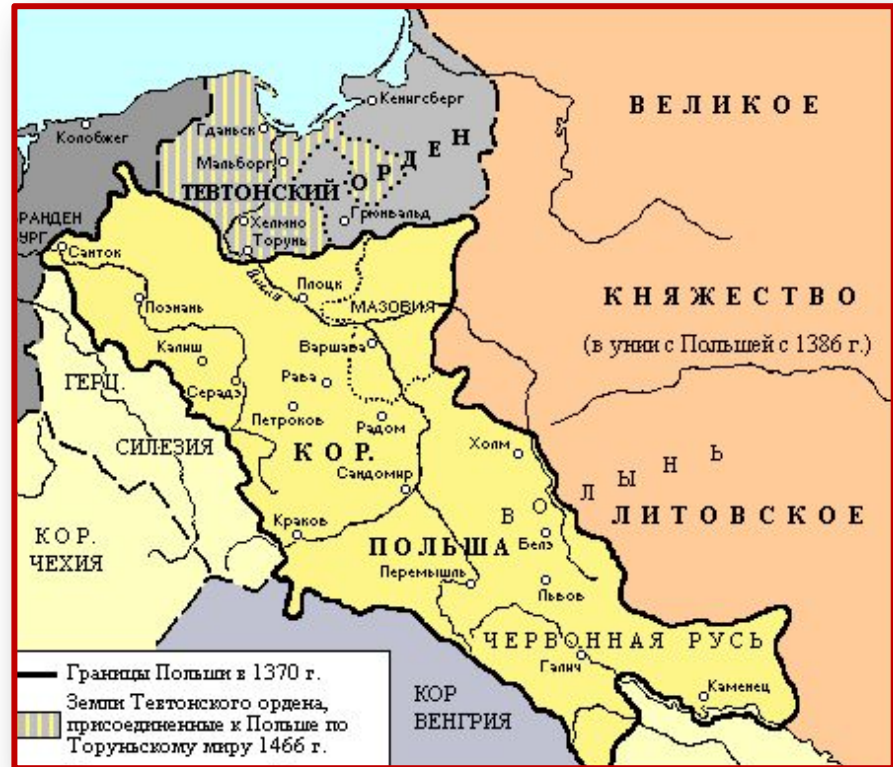 ВЕЛИКОЕ
Кенигсберг
Колобжег
Гданьск
Мальборг
ТЕВТОНСКИЙ ОРДЕН
РАНДЕН
УРГ
Хелмно
Грюнвальд
Торунь
Санток
Висла
Плоцк
КНЯЖЕСТВО
Познань
МАЗОВИЯ
(в унии с Польшей с 1386 г.)
Варшава
Калиш
ГЕРЦ.
Рава
Серадз
Петроков
Радом
СИЛЕЗИЯ
Холм
КОР.
Сандомир
ВОЛЫНЬ
ЛИТОВСКОЕ
Краков
КОР.
ЧЕХИЯ
ПОЛЬША
Белз
Перемышль
Львов
ЧЕРВОННАЯ РУСЬ
Галич
Каменец
КОР
ВЕНГРИЯ
Границы Польши в 1370 г.
Земли Тевтонского ордена,
присоединенные к Польше по
Торуньскому миру 1466 г.